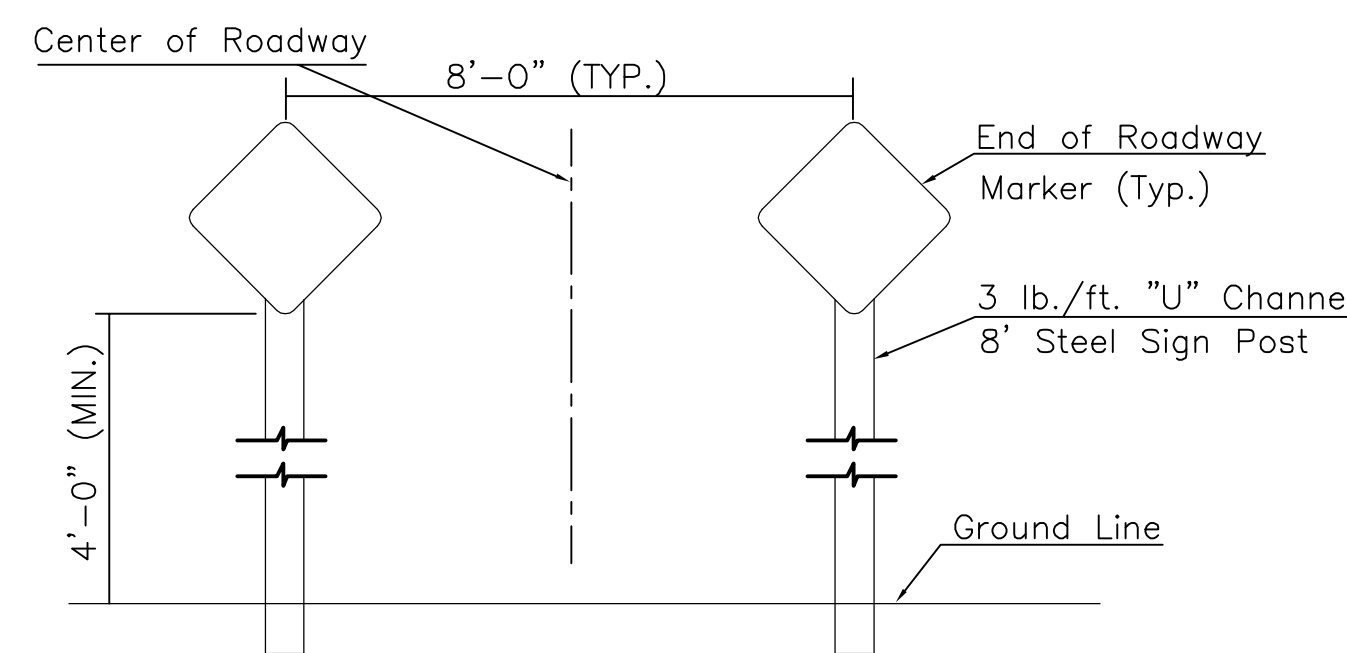 Center of Roadway
8'-0" (TYP.)
End of Roadway
Marker (Typ.)
3 lb./ft. "U" Channe
8' Steel Sign Post
4'-0" (MIN.)
Ground Line